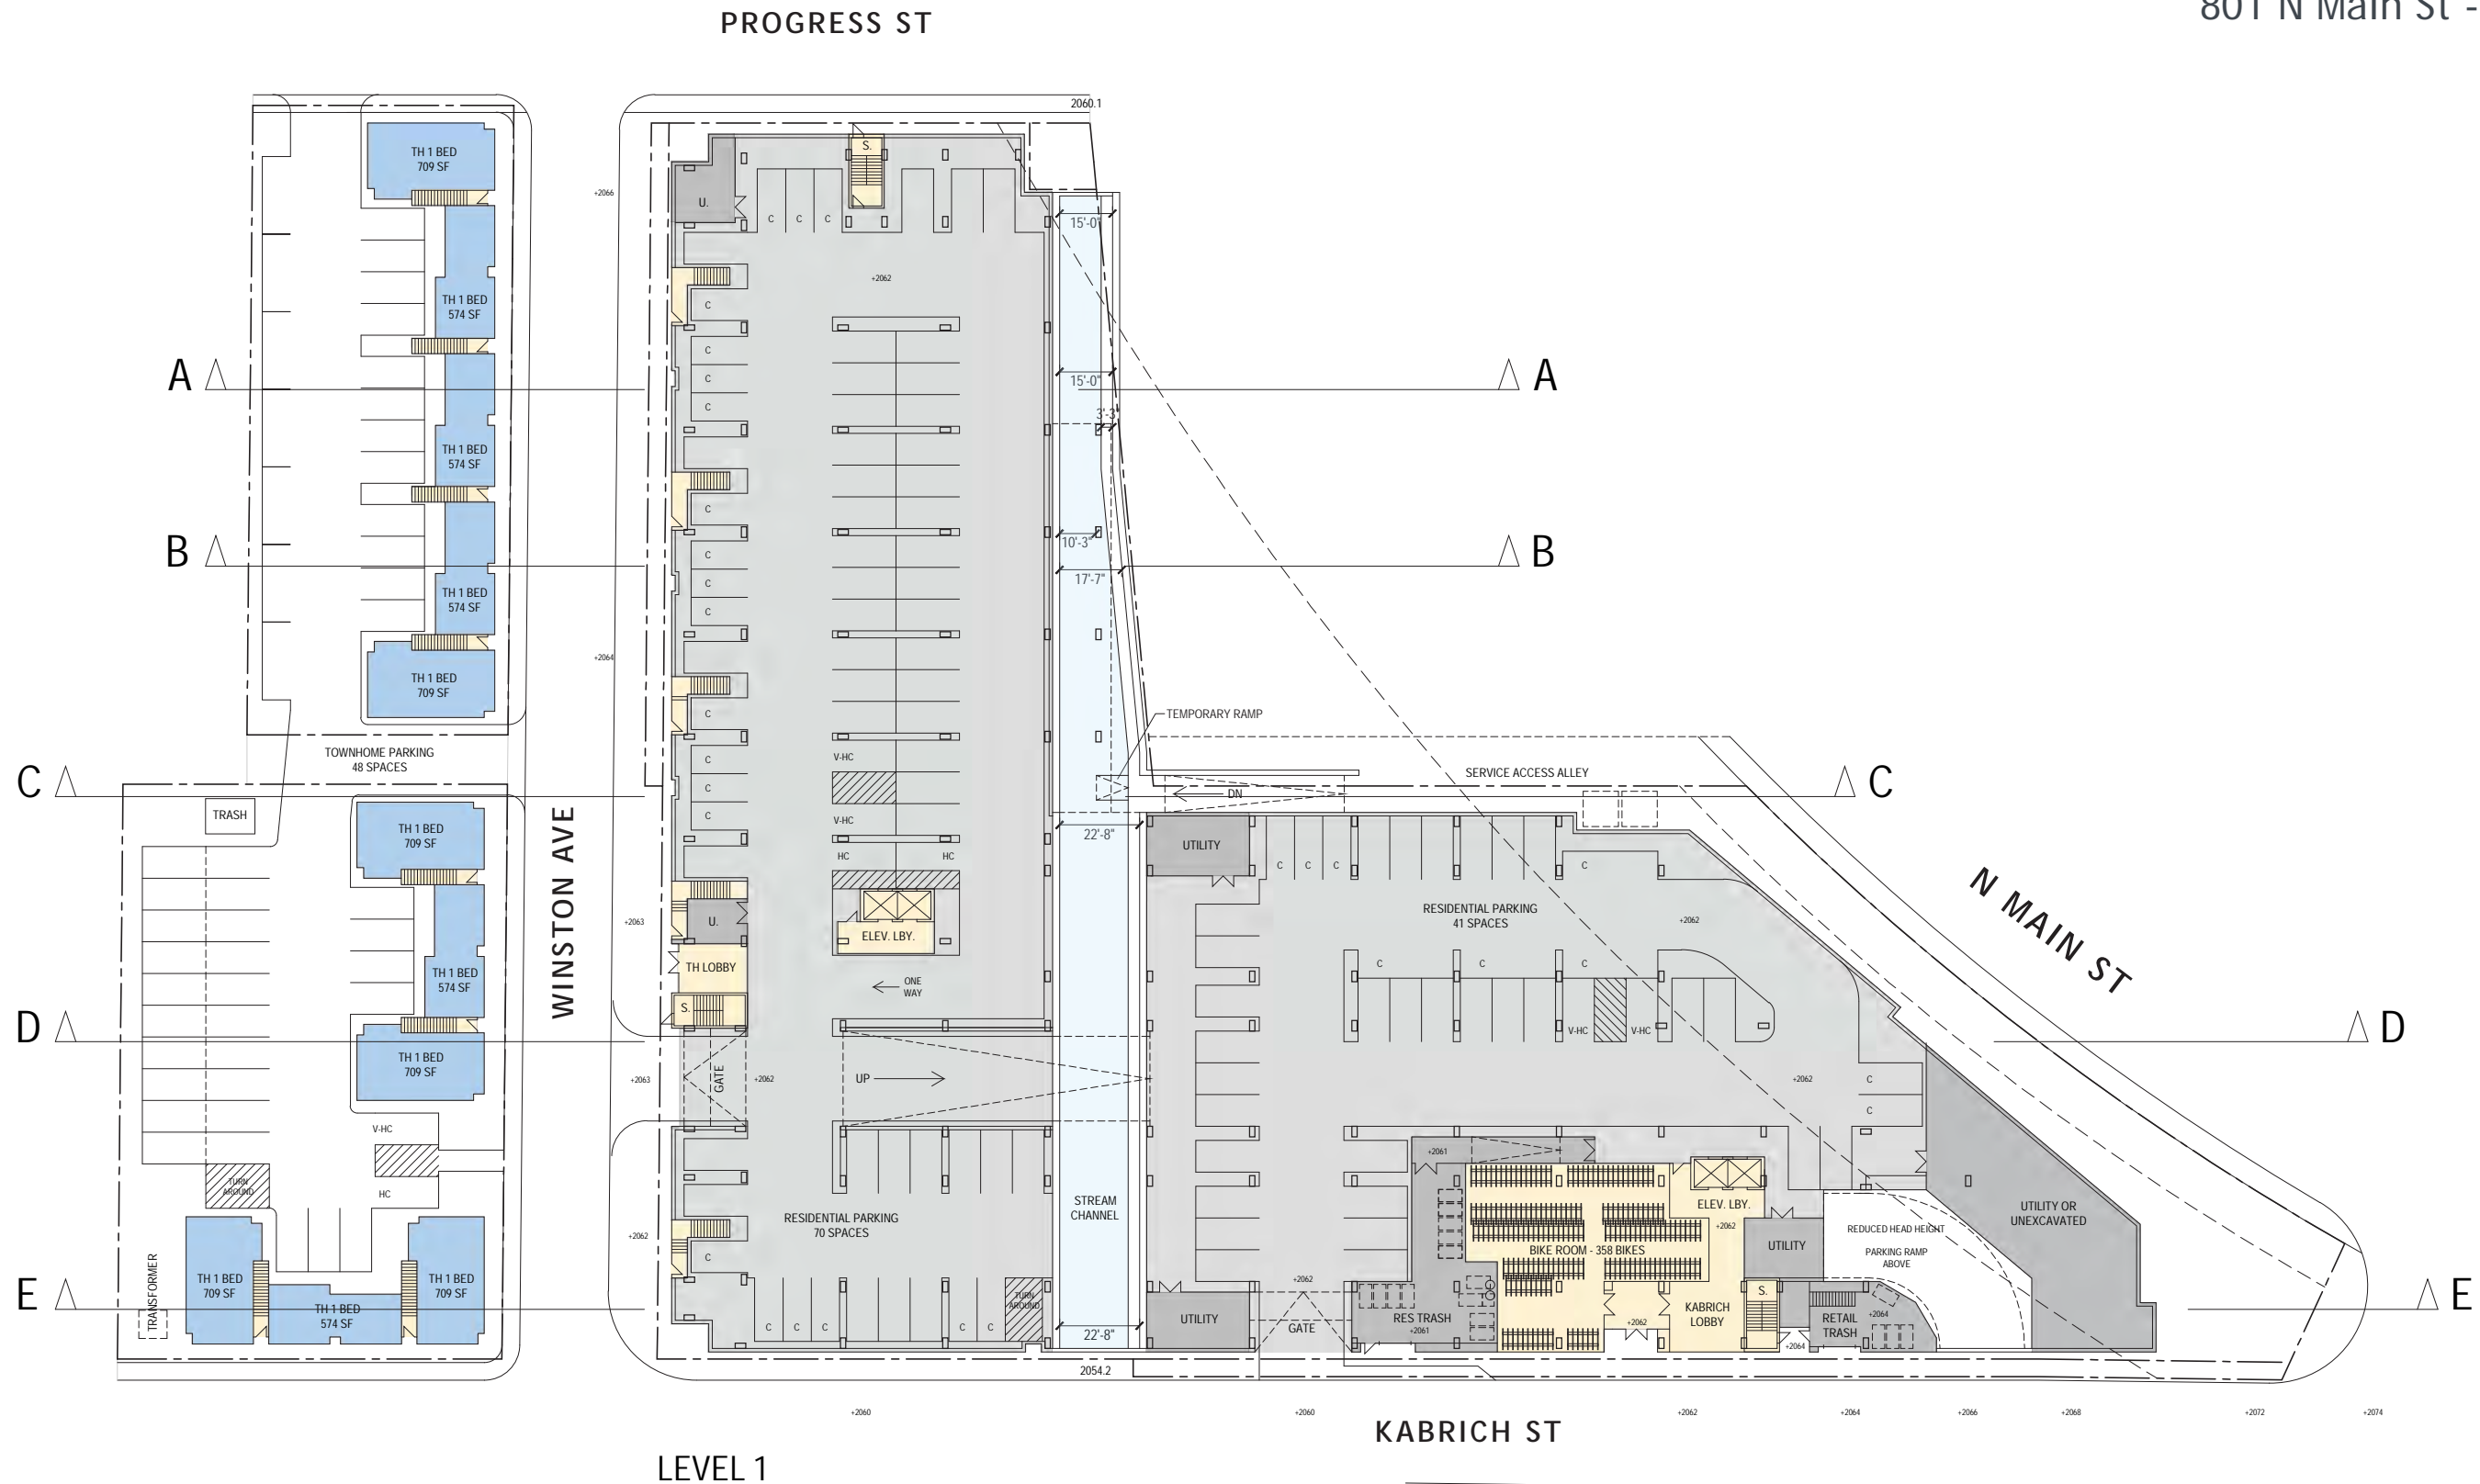 PROGRESS ST
801 N Main St -
2060.1
TH 1 BED
709 SF
S.
+2066
U.
C
C
C
15'-0"
+2062
TH 1 BED
574 SF
C
C
A
A
15'-0"
C
C
3'-3"
TH 1 BED
574 SF
C
10'-3"
B
B
C
17'-7"
C
TH 1 BED
574 SF
C
+2064
TH 1 BED
709 SF
C
TEMPORARY RAMP
TOWNHOME PARKING
48 SPACES
V-HC
C
SERVICE ACCESS ALLEY
C
C
C
DN
TRASH
C
V-HC
TH 1 BED
709 SF
22'-8"
UTILITY
HC
HC
C
C
C
C
WINSTON AVE
N MAIN ST
RESIDENTIAL PARKING
41 SPACES
+2062
+2063
U.
ELEV. LBY.
TH LOBBY
C
C
C
TH 1 BED
574 SF
ONE
WAY
S.
D
D
V-HC
V-HC
TH 1 BED
709 SF
+2063
GATE
+2062
UP
+2062
C
C
V-HC
+2061
TURN
AROUND
HC
STREAM
CHANNEL
ELEV. LBY.
UTILITY OR
UNEXCAVATED
RESIDENTIAL PARKING
70 SPACES
+2062
REDUCED HEAD HEIGHT
PARKING RAMP
ABOVE
+2062
C
BIKE ROOM - 358 BIKES
UTILITY
TRANSFORMER
TH 1 BED
709 SF
TH 1 BED
709 SF
+2062
E
E
TH 1 BED
574 SF
TURN
AROUND
S.
C
C
C
C
C
22'-8"
UTILITY
GATE
RES TRASH
+2061
+2062
KABRICH
LOBBY
RETAIL
TRASH
+2064
+2064
2054.2
+2060
+2060
+2062
+2064
+2066
+2068
+2072
+2074
KABRICH ST
LEVEL 1